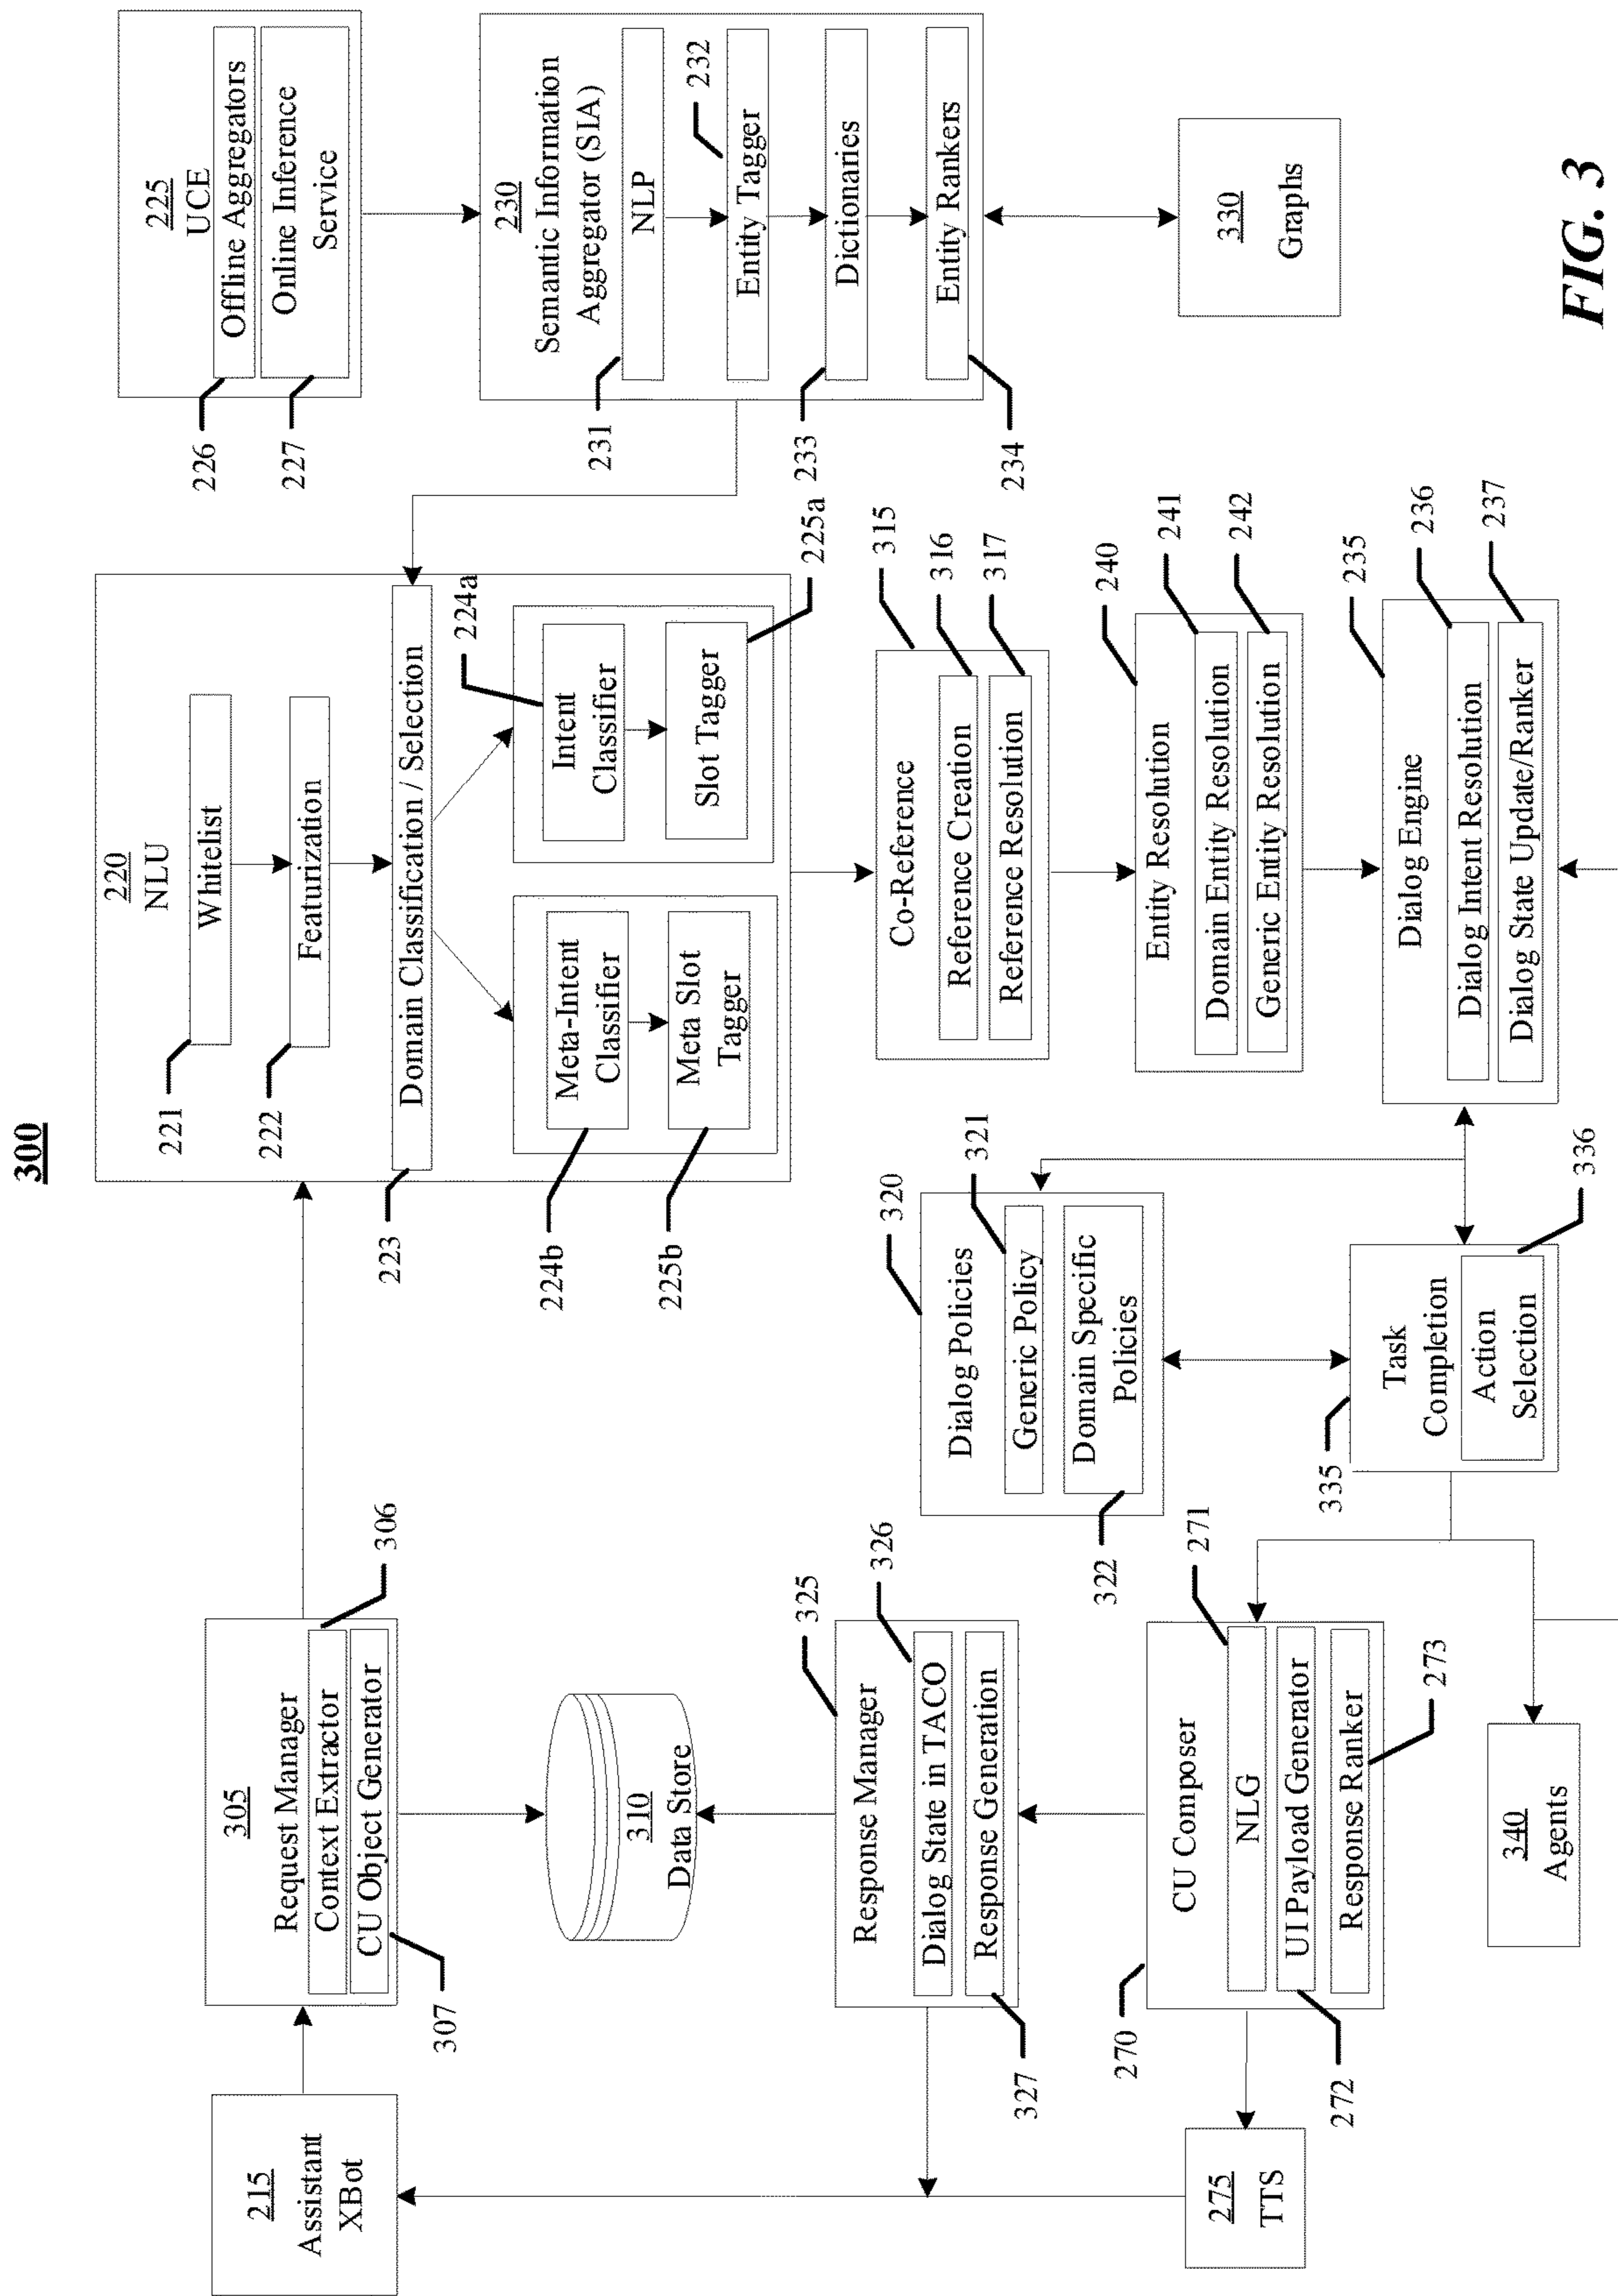 300
215
Assistant
XBot
305
Request Manager
Context Extractor
CU Object Generator
306
307
310
Data Store
220
NLU
Whitelist
221
Featurization
222
Domain Classification / Selection
223
Meta-Intent
Classifier
224b
Meta Slot
Tagger
225b
Intent
Classifier
224a
Slot Tagger
225a
225
UCE
Offline Aggregators
226
Online Inference
Service
227
230
Semantic Information
Aggregator (SIA)
NLP
231
Entity Tagger
232
Dictionaries
233
Entity Rankers
234
330
Graphs
Co-Reference
315
Reference Creation
316
Reference Resolution
317
Entity Resolution
240
Domain Entity Resolution
241
Generic Entity Resolution
242
Dialog Engine
235
Dialog Intent Resolution
236
Dialog State Update/Ranker
237
Dialog Policies
320
Generic Policy
321
Domain Specific
Policies
322
Task
Completion
335
Action
Selection
336
Response Manager
325
Dialog State in TACO
326
Response Generation
327
CU Composer
270
NLG
271
UI Payload Generator
272
Response Ranker
273
275
TTS
340
Agents
FIG. 3